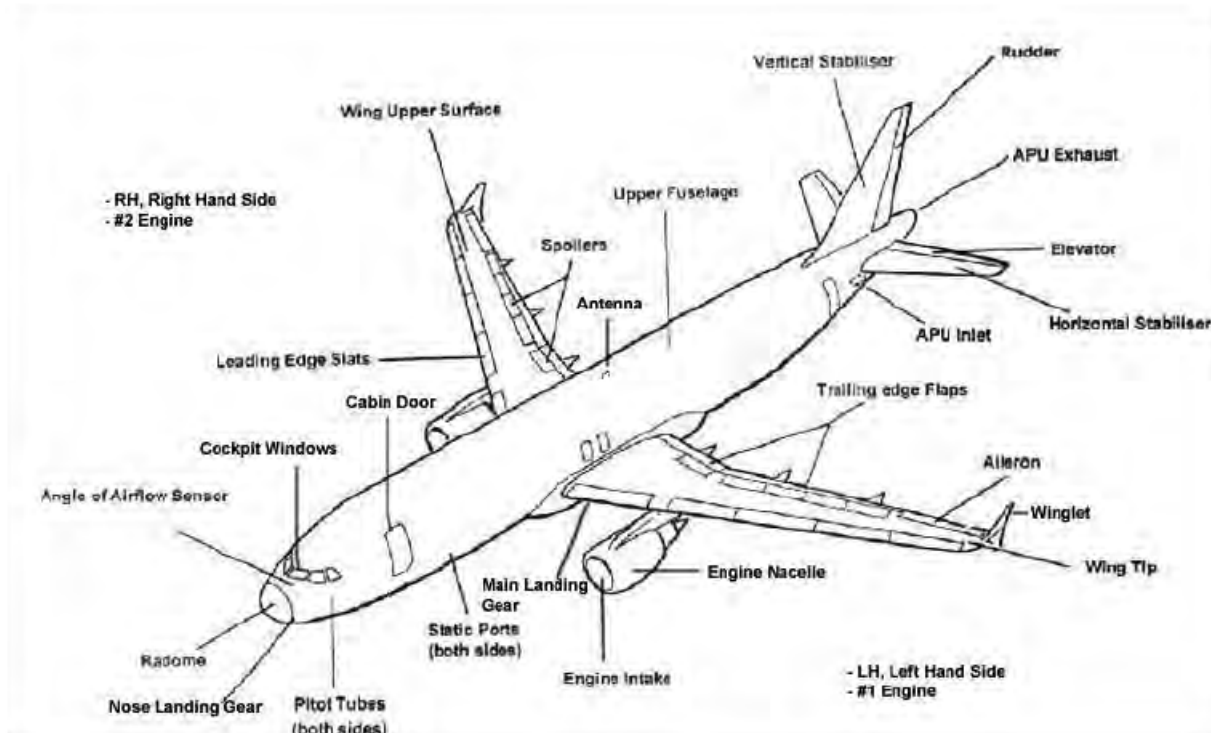 Rudder
Vertical Stabiliser
Wing Upper Surface
APU Exhaust
Upper Fuselage
- RH, Right Hand Side
- #2 Engine
Spoilers
Elevator
Antenna
Horizontal Stabiliser
APU Inlet
Leading Edge Slats
Trailing edge Flaps
Cabin Door
Cockpit Windows
Aileron
Angle of Airflow Sensor
Winglet
Wing Tip
Engine Nacelle
Main Landing
Gear
Static Ports
(both sides)
Radome
Engine Intake
- LH, Left Hand Side
- #1 Engine
Nose Landing Gear
Pitot Tubes
(both sides)